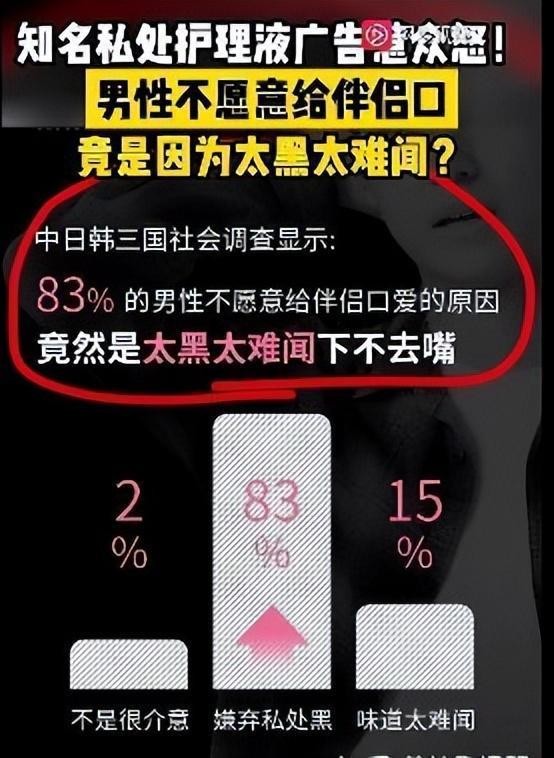 知名私处护理液广告惹众怒！
男性不愿意给伴侣口
竟是因为太黑太难闻？
中日韩三国社会调查显示:
83% 的男性不愿意给伴侣口爱的原因
竟然是太黑太难闻下不去嘴
2
%
83
%
15
%
不是很介意 嫌弃私处黑 味道太难闻